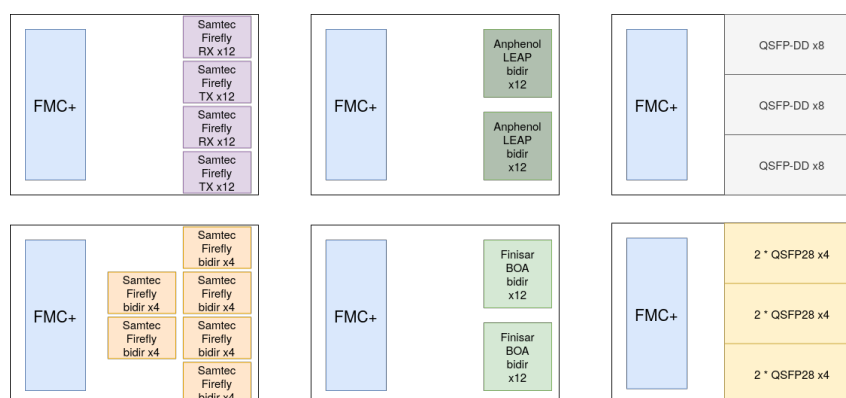 FMC+
Samtec
Firefly
RX x12
Samtec
Firefly
TX x12
Samtec
Firefly
RX x12
Samtec
Firefly
TX x12
FMC+
Anphenol
LEAP
bidir
x12
Anphenol
LEAP
bidir
x12
FMC+
QSFP-DD x8
QSFP-DD x8
QSFP-DD x8
FMC+
Samtec
Firefly
bidir x4
Samtec
Firefly
bidir x4
Samtec
Firefly
bidir x4
Samtec
Firefly
bidir x4
Samtec
Firefly
bidir x4
Samtec
Firefly
bidir x4
FMC+
Finisar
BOA
bidir
x12
Finisar
BOA
bidir
x12
FMC+
2 * QSFP28 x4
2 * QSFP28 x4
2 * QSFP28 x4